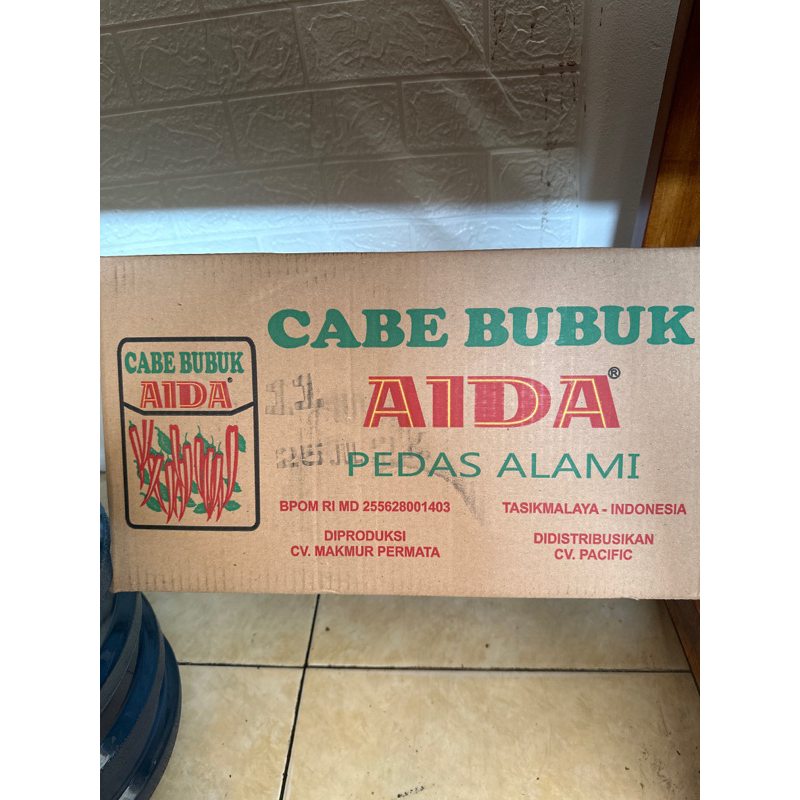 CABE BUBUK
AIDA
CABE BUBUK
AIDA®
PEDAS ALAMI
BPOM RI MD 255628001403
TASIKMALAYA - INDONESIA
DIPRODUKSI
CV. MAKMUR PERMATA
DIDISTRIBUSIKAN
CV. PACIFIC